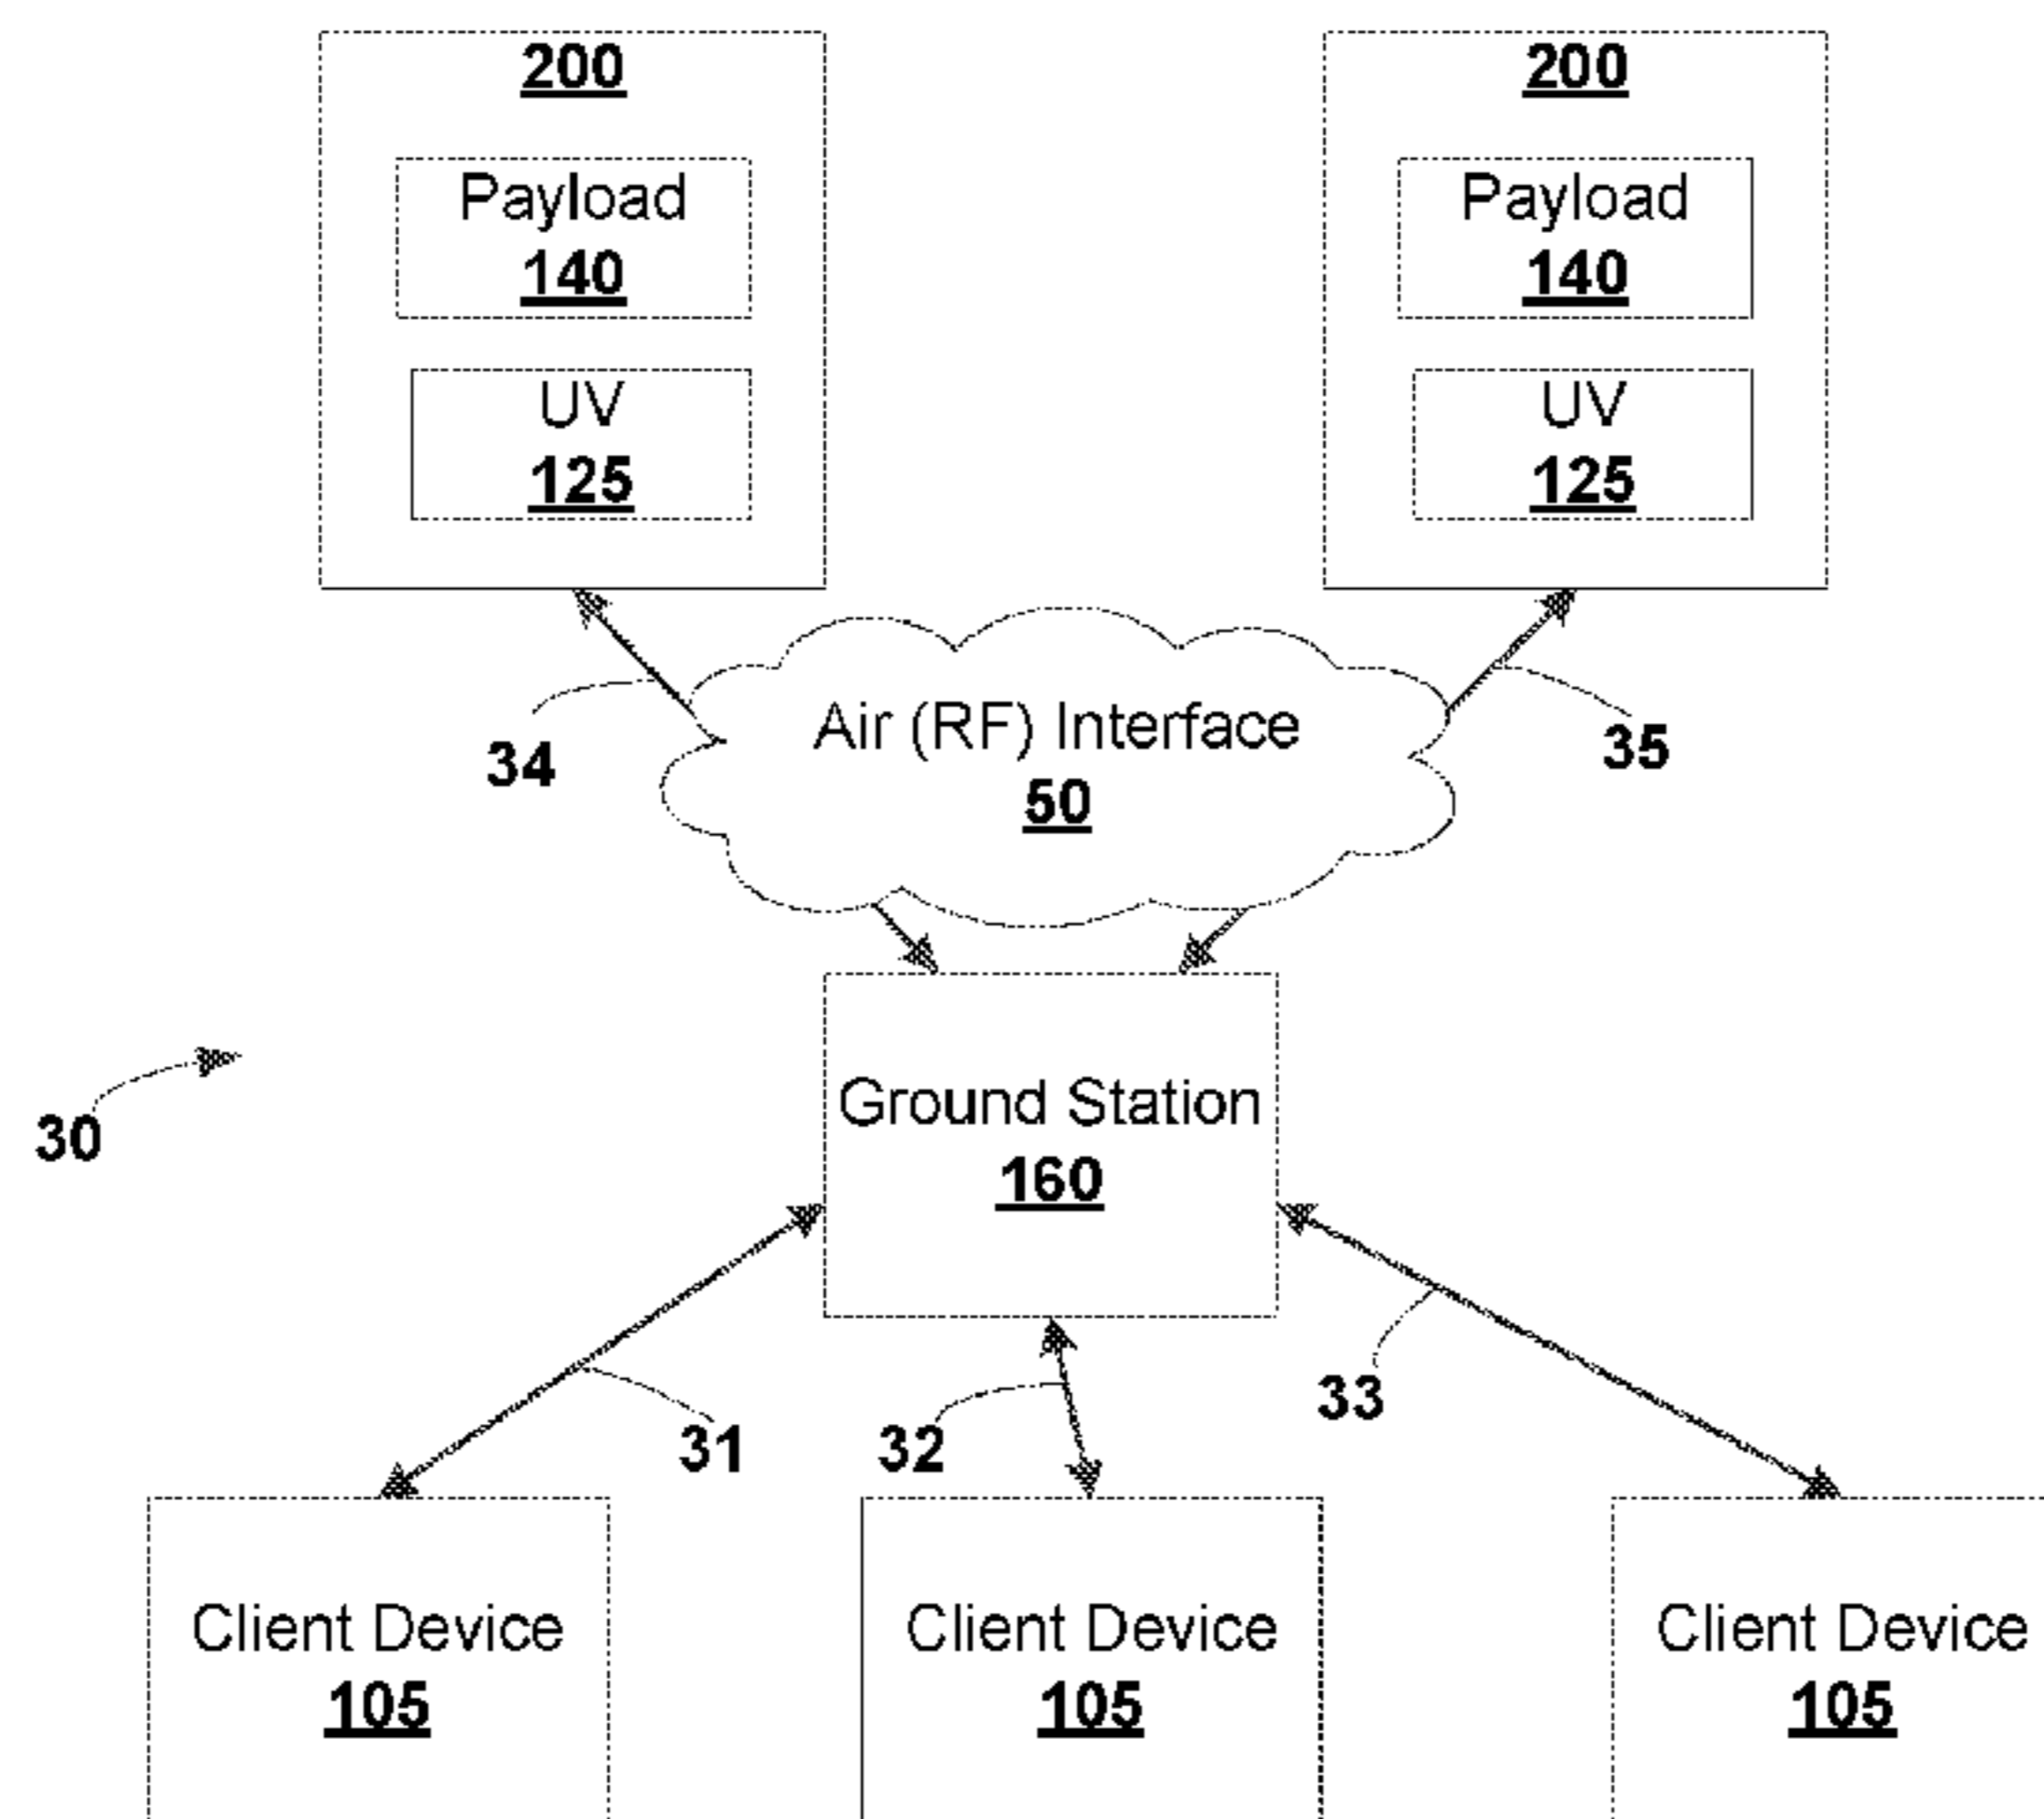 200
Payload
140
UV
125
200
Payload
140
UV
125
34
Air (RF) Interface
50
35
30
Ground Station
160
31
32
33
Client Device
105
Client Device
105
Client Device
105